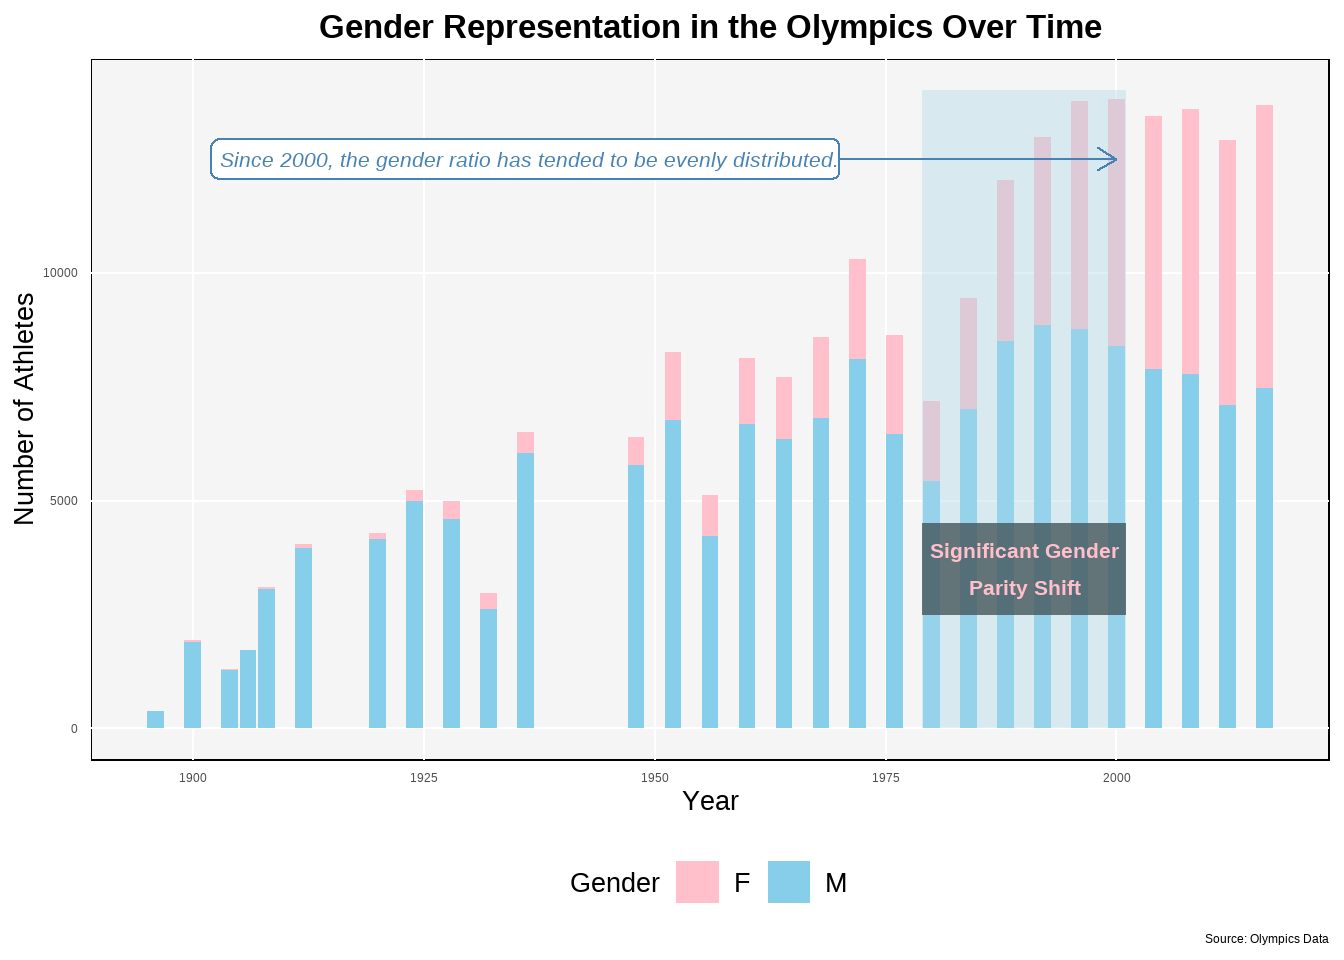 Gender Representation in the Olympics Over Time
Since 2000, the gender ratio has tended to be evenly distributed.
Number of Athletes
10000
5000
0
Significant Gender
Parity Shift
1900 1925 1950 1975 2000
Year
Gender F M
Source: Olympics Data